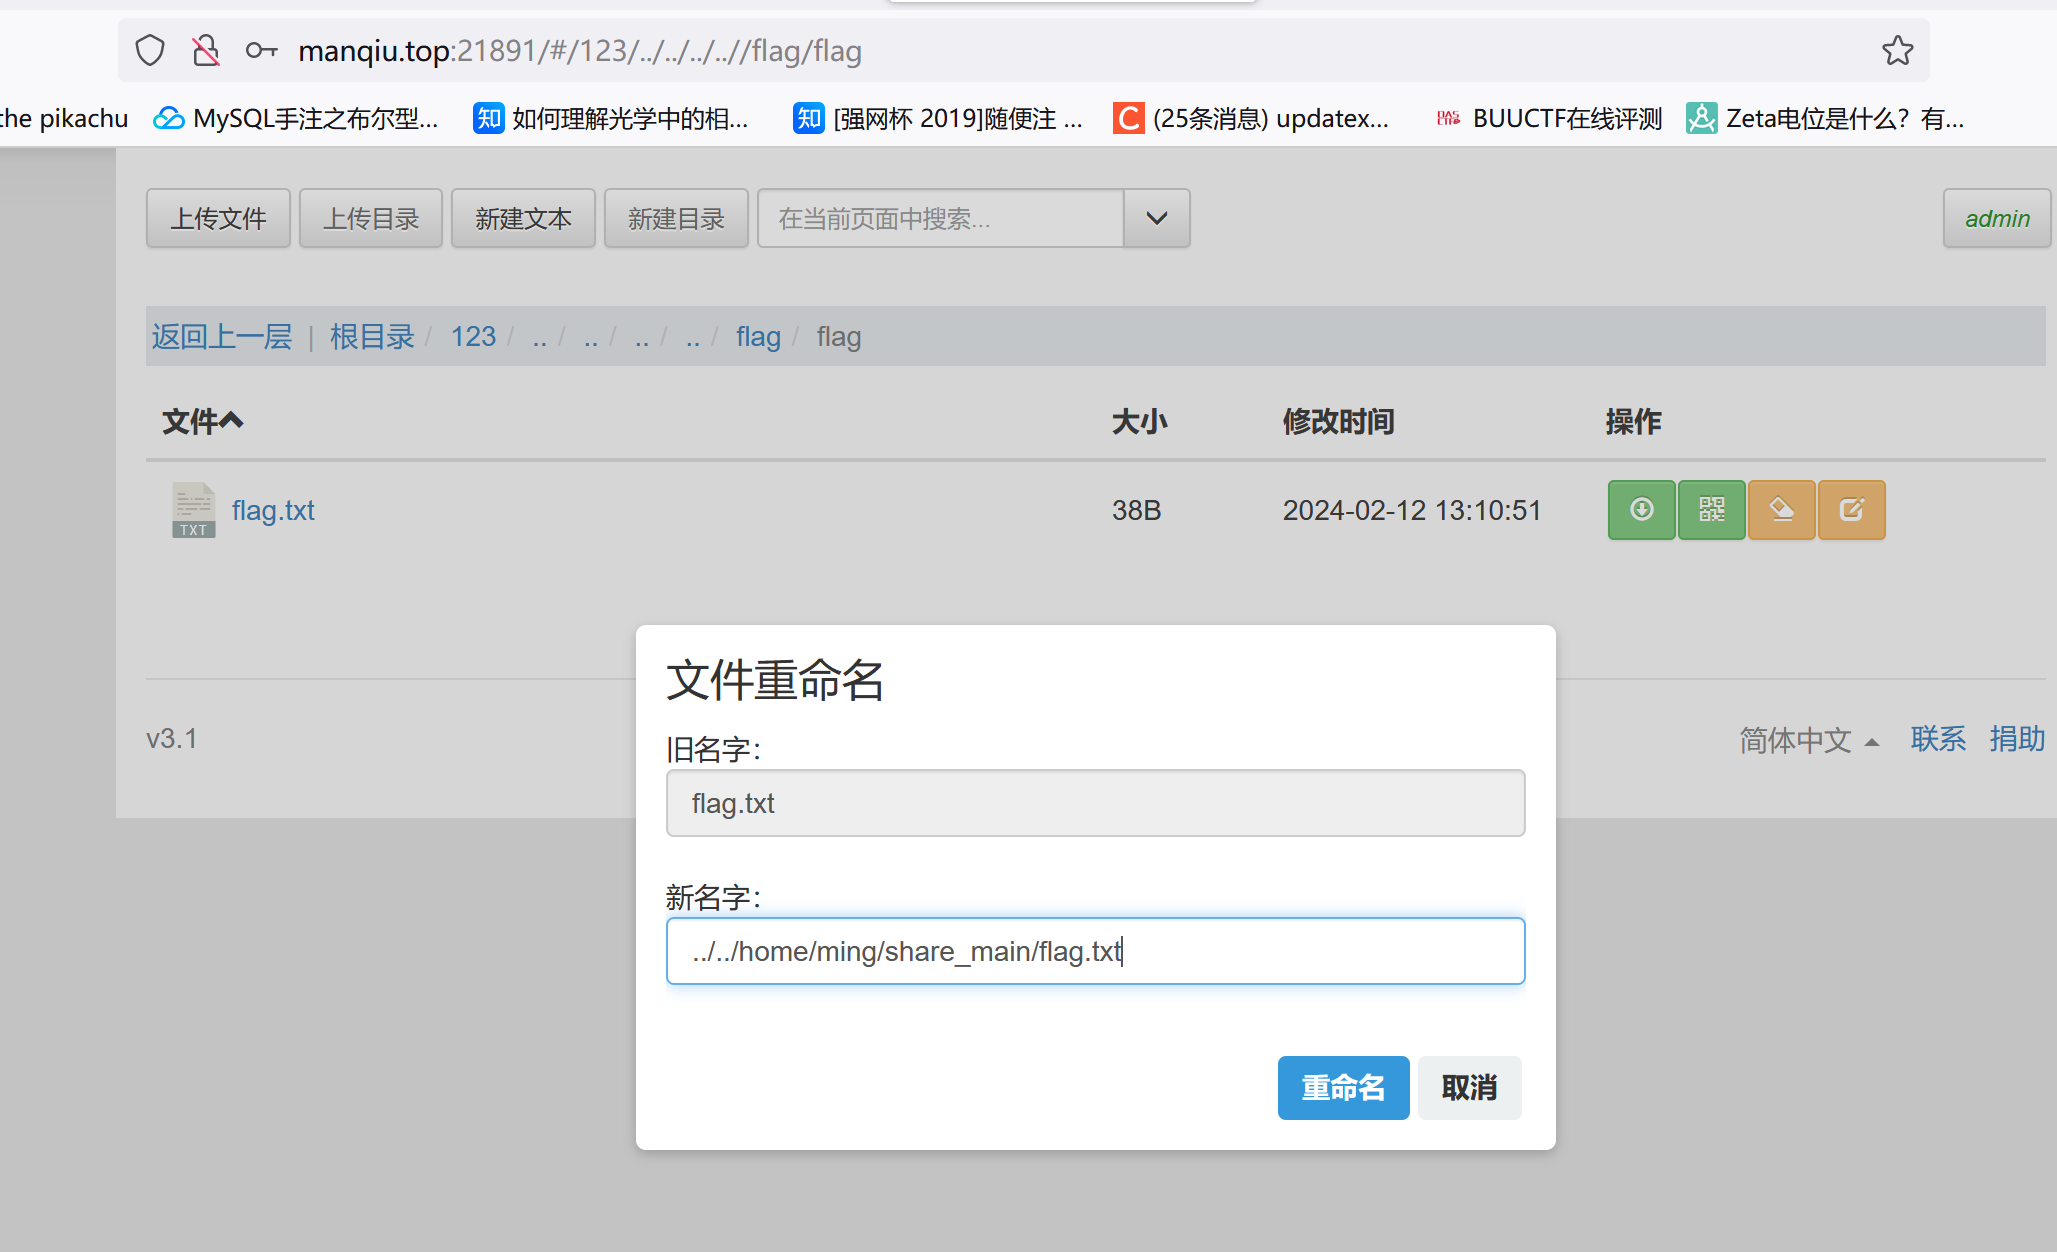 manqiu.top:21891/#/123/../../../..//flag/flag
the pikachu MySQL手注之布尔型... 知 如何理解光学中的相... 知 [强网杯 2019]随便注 ... C (25条消息) updatex... BUUCTF在线评测 Zeta电位是什么？有...
上传文件 上传目录 新建文本 新建目录 在当前页面中搜索... admin
返回上一层 | 根目录 / 123 / .. / .. / .. / .. / flag / flag
文件 大小 修改时间 操作
TXT flag.txt 38B 2024-02-12 13:10:51
文件重命名
旧名字：
flag.txt
新名字：
../../home/ming/share_main/flag.txt
重命名 取消
v3.1 简体中文 联系 捐助